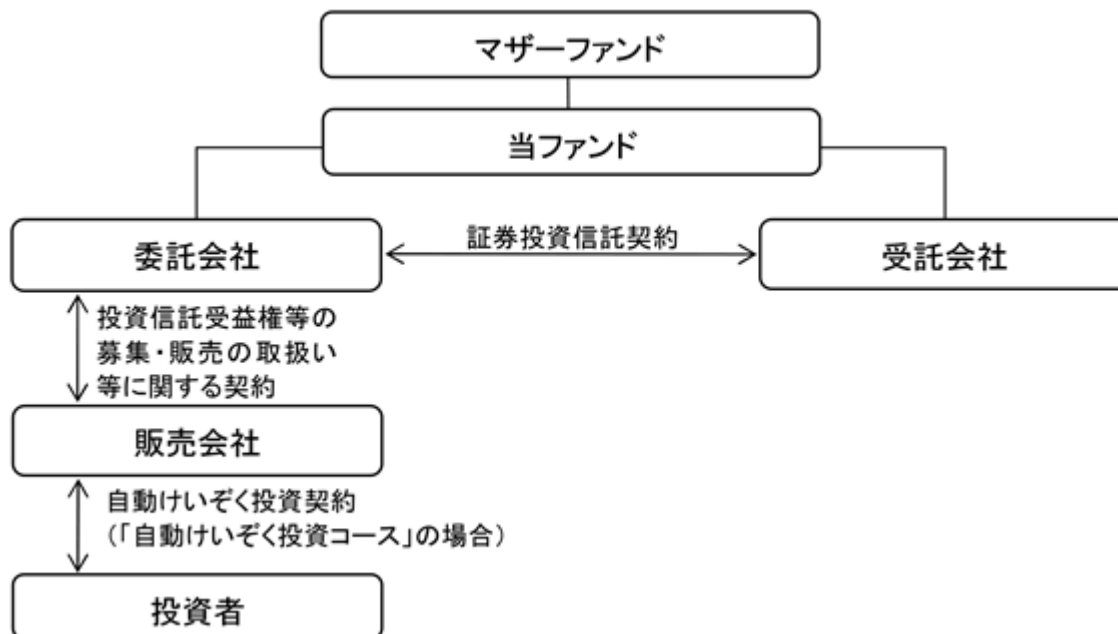 マザーファンド
当ファンド
委託会社
証券投資信託契約
受託会社
投資信託受益権等の
募集・販売の取扱い
等に関する契約
販売会社
自動けいぞく投資契約
(「自動けいぞく投資コース」の場合)
投資者